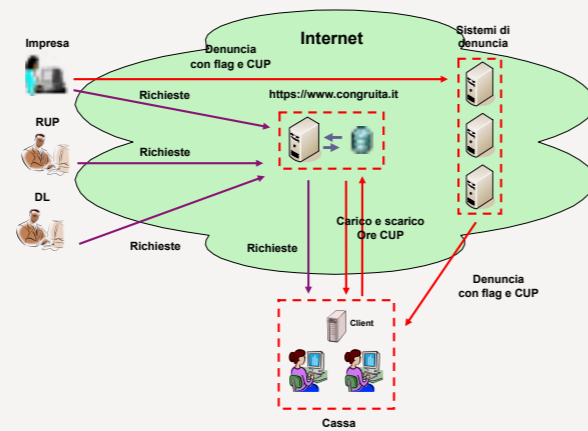 Internet
Sistemi di
denuncia
Impresa
Denuncia
con flag e CUP
Richieste
https://www.congruita.it
RUP
Richieste
DL
Richieste
Richieste
Carico e scarico
Ore CUP
Denuncia
con flag e CUP
Client
Cassa